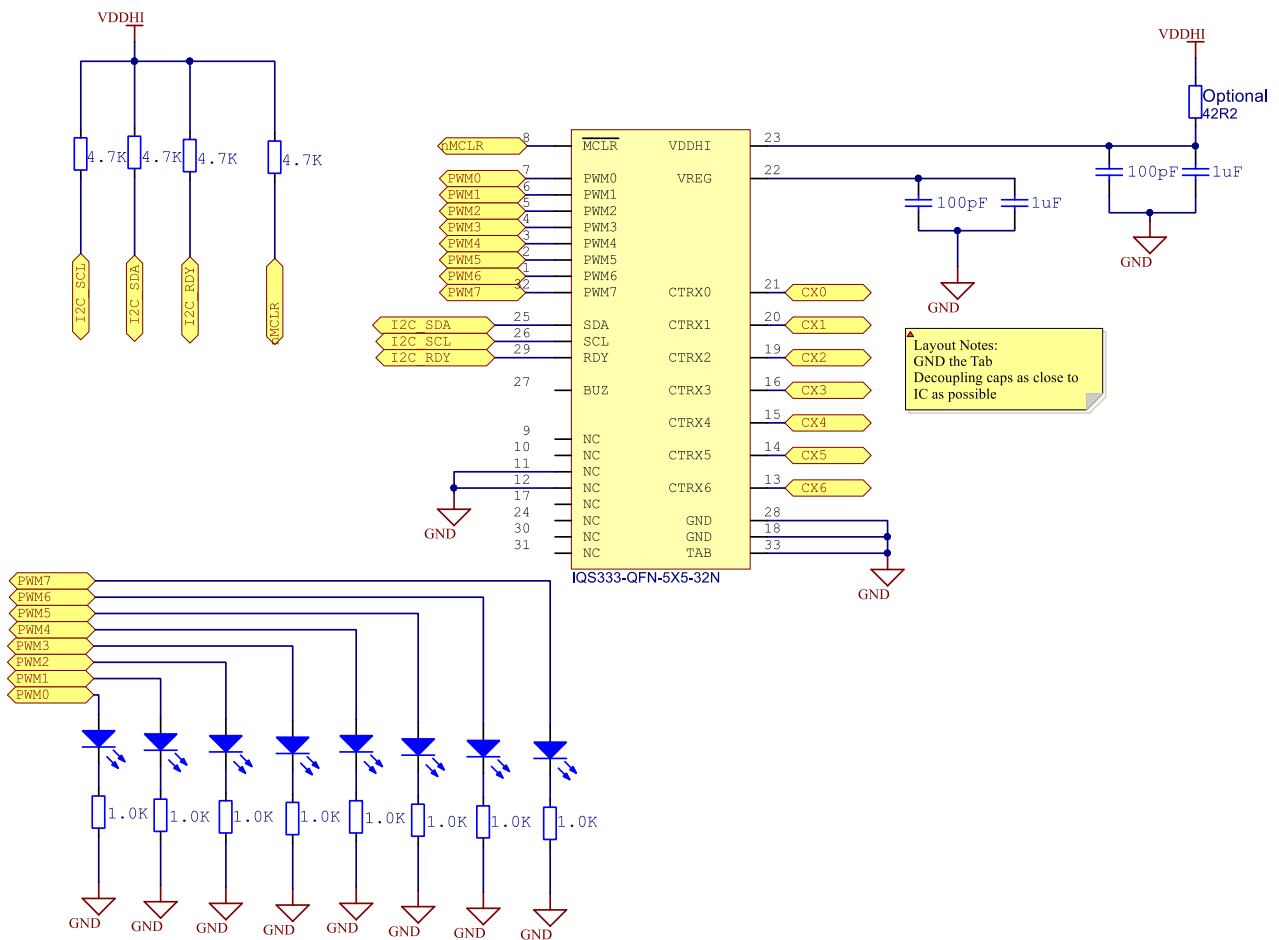 VDDHI
4.7K 4.7K 4.7K 4.7K
I2C_SCL
I2C_SDA
I2C_RDY
nMCLR
nMCLR 8 MCLR
PWM0 7 PWM0
PWM1 6 PWM1
PWM2 5 PWM2
PWM3 4 PWM3
PWM4 3 PWM4
PWM5 2 PWM5
PWM6 1 PWM6
PWM7 32 PWM7
I2C_SDA 25 SDA
I2C_SCL 26 SCL
I2C_RDY 29 RDY
27 BUZ
9 NC
10 NC
11 NC
12 NC
17 NC
24 NC
30 NC
31 NC
GND
VDDHI 23
VREG 22
CTRX0 21 CX0
CTRX1 20 CX1
CTRX2 19 CX2
CTRX3 16 CX3
CTRX4 15 CX4
CTRX5 14 CX5
CTRX6 13 CX6
GND 28
GND 18
TAB 33
GND
IQS333-QFN-5X5-32N
VDDHI
Optional
42R2
100pF 1uF
GND
100pF 1uF
GND
Layout Notes:
GND the Tab
Decoupling caps as close to
IC as possible
PWM7
PWM6
PWM5
PWM4
PWM3
PWM2
PWM1
PWM0
1.0K 1.0K 1.0K 1.0K 1.0K 1.0K 1.0K 1.0K
GND GND GND GND GND GND GND GND